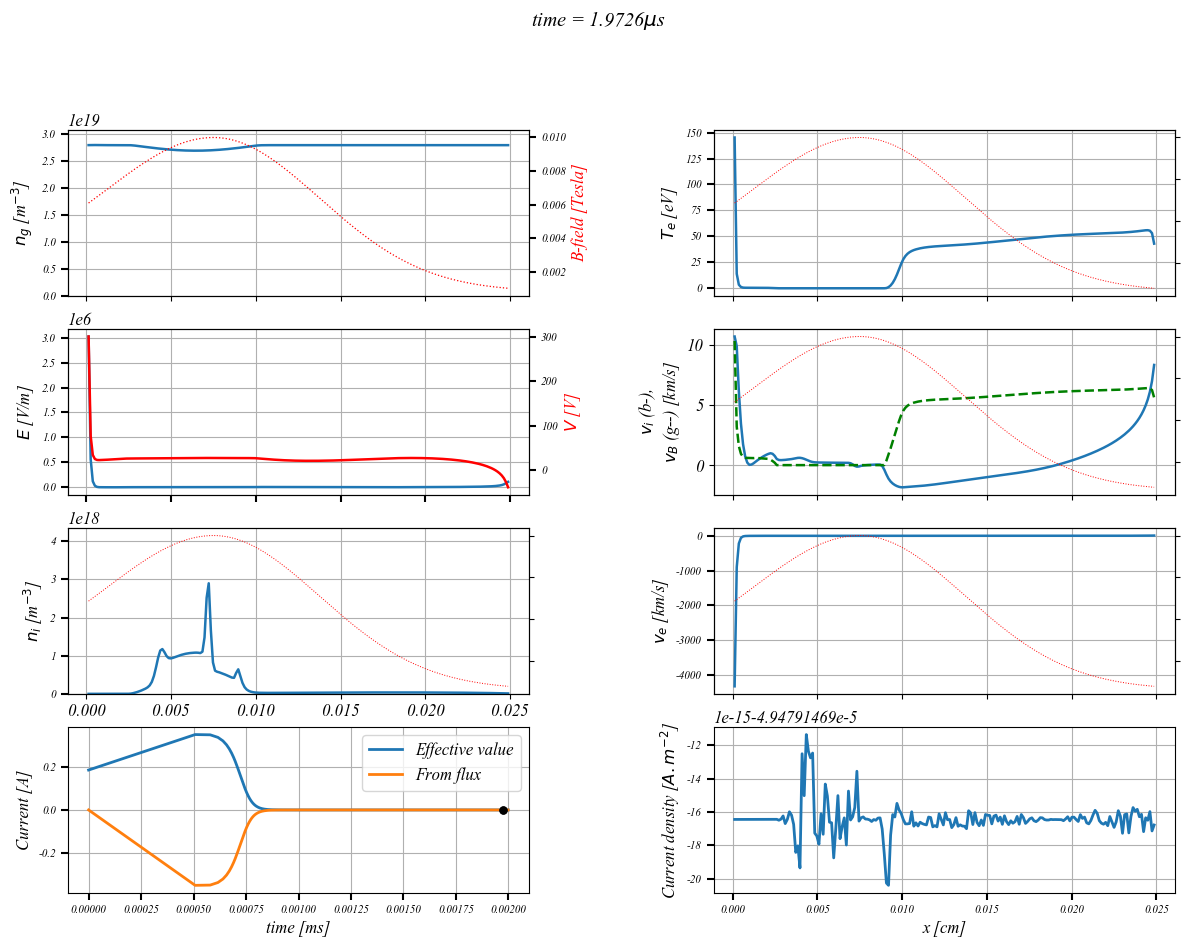 time = 1.9726μs
1e19
3.0
2.5
2.0
1.5
1.0
0.5
0.0
n_g [m⁻³]
0.010
0.008
0.006
0.004
0.002
B-field [Tesla]
150
125
100
75
50
25
0
T_e [eV]
1e6
3.0
2.5
2.0
1.5
1.0
0.5
0.0
E [V/m]
300
200
100
0
V [V]
10
5
0
v_i (b-),
v_B (g--) [km/s]
1e18
4
3
2
1
0
n_i [m⁻³]
0.000 0.005 0.010 0.015 0.020 0.025
0
-1000
-2000
-3000
-4000
v_e [km/s]
0.2
0.0
-0.2
Current [A]
Effective value
From flux
0.00000 0.00025 0.00050 0.00075 0.00100 0.00125 0.00150 0.00175 0.00200
time [ms]
1e-15-4.94791469e-5
-12
-14
-16
-18
-20
Current density [A.m⁻²]
0.000 0.005 0.010 0.015 0.020 0.025
x [cm]